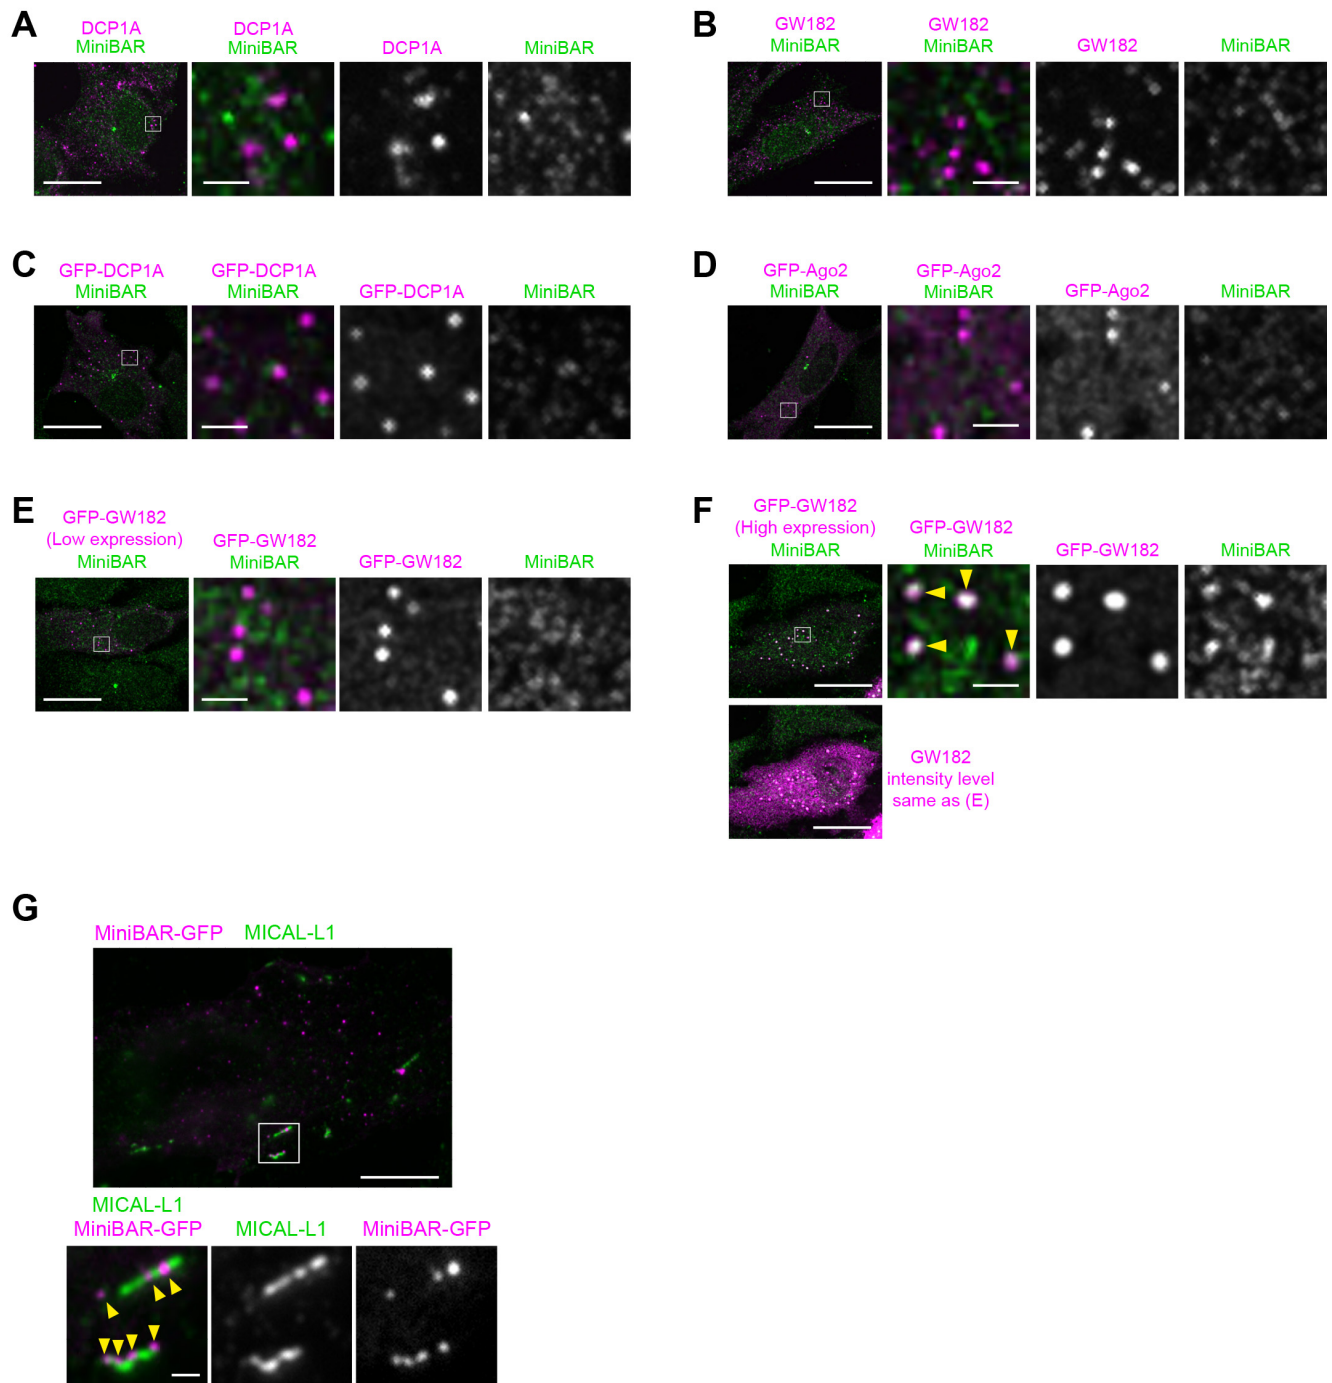 A
DCP1A
MiniBAR
DCP1A
MiniBAR
DCP1A
MiniBAR
B
GW182
MiniBAR
GW182
MiniBAR
GW182
MiniBAR
C
GFP-DCP1A
MiniBAR
GFP-DCP1A
MiniBAR
GFP-DCP1A
MiniBAR
D
GFP-Ago2
MiniBAR
GFP-Ago2
MiniBAR
GFP-Ago2
MiniBAR
E
GFP-GW182
(Low expression)
MiniBAR
GFP-GW182
MiniBAR
GFP-GW182
MiniBAR
F
GFP-GW182
(High expression)
MiniBAR
GFP-GW182
MiniBAR
GFP-GW182
MiniBAR
GW182
intensity level
same as (E)
G
MiniBAR-GFP MICAL-L1
MICAL-L1
MiniBAR-GFP
MICAL-L1
MiniBAR-GFP